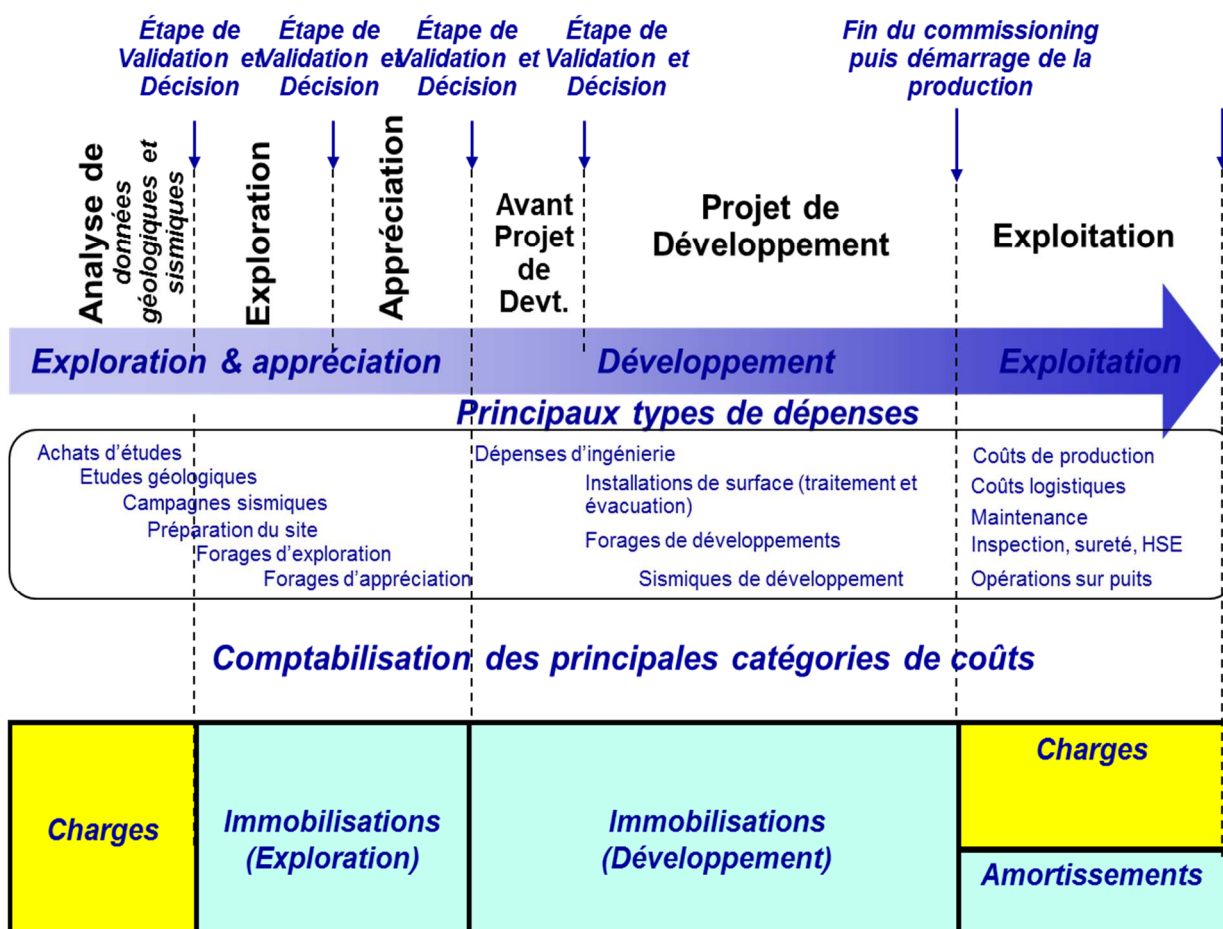 Étape de
Validation et
Décision
Étape de
Validation et
Décision
Étape de
Validation et
Décision
Étape de
Validation et
Décision
Fin du commissioning
puis démarrage de la
production
Analyse de
données
géologiques et
sismiques
Exploration
Appréciation
Avant
Projet
de
Devt.
Projet de
Développement
Exploitation
Exploration & appréciation
Développement
Exploitation
Principaux types de dépenses
Achats d’études
Etudes géologiques
Campagnes sismiques
Préparation du site
Forages d’exploration
Forages d’appréciation
Dépenses d’ingénierie
Installations de surface (traitement et
évacuation)
Forages de développements
Sismiques de développement
Coûts de production
Coûts logistiques
Maintenance
Inspection, sureté, HSE
Opérations sur puits
Comptabilisation des principales catégories de coûts
Charges
Immobilisations
(Exploration)
Immobilisations
(Développement)
Charges
Amortissements